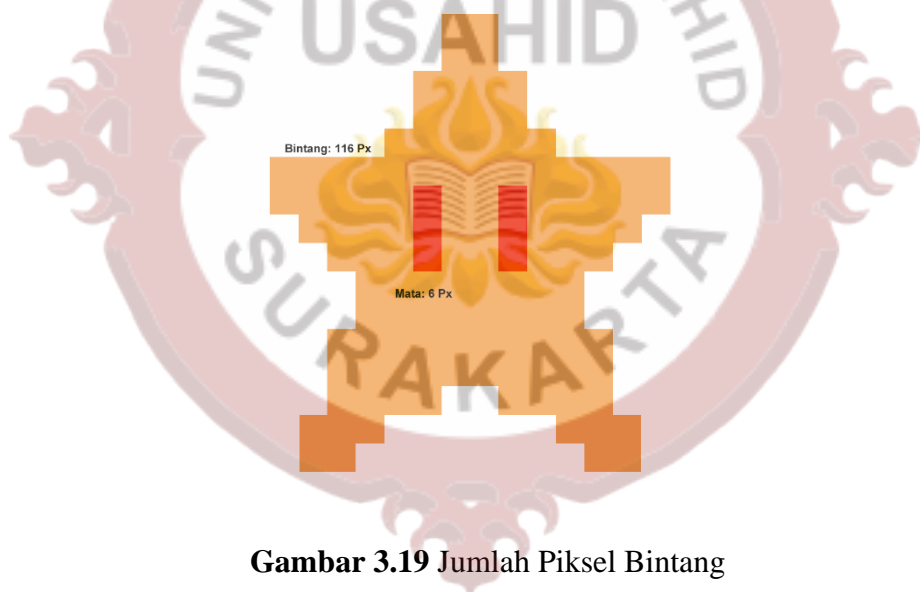 USAHID
Bintang: 116 Px
Mata: 6 Px
SURAKARTA
Gambar 3.19 Jumlah Piksel Bintang